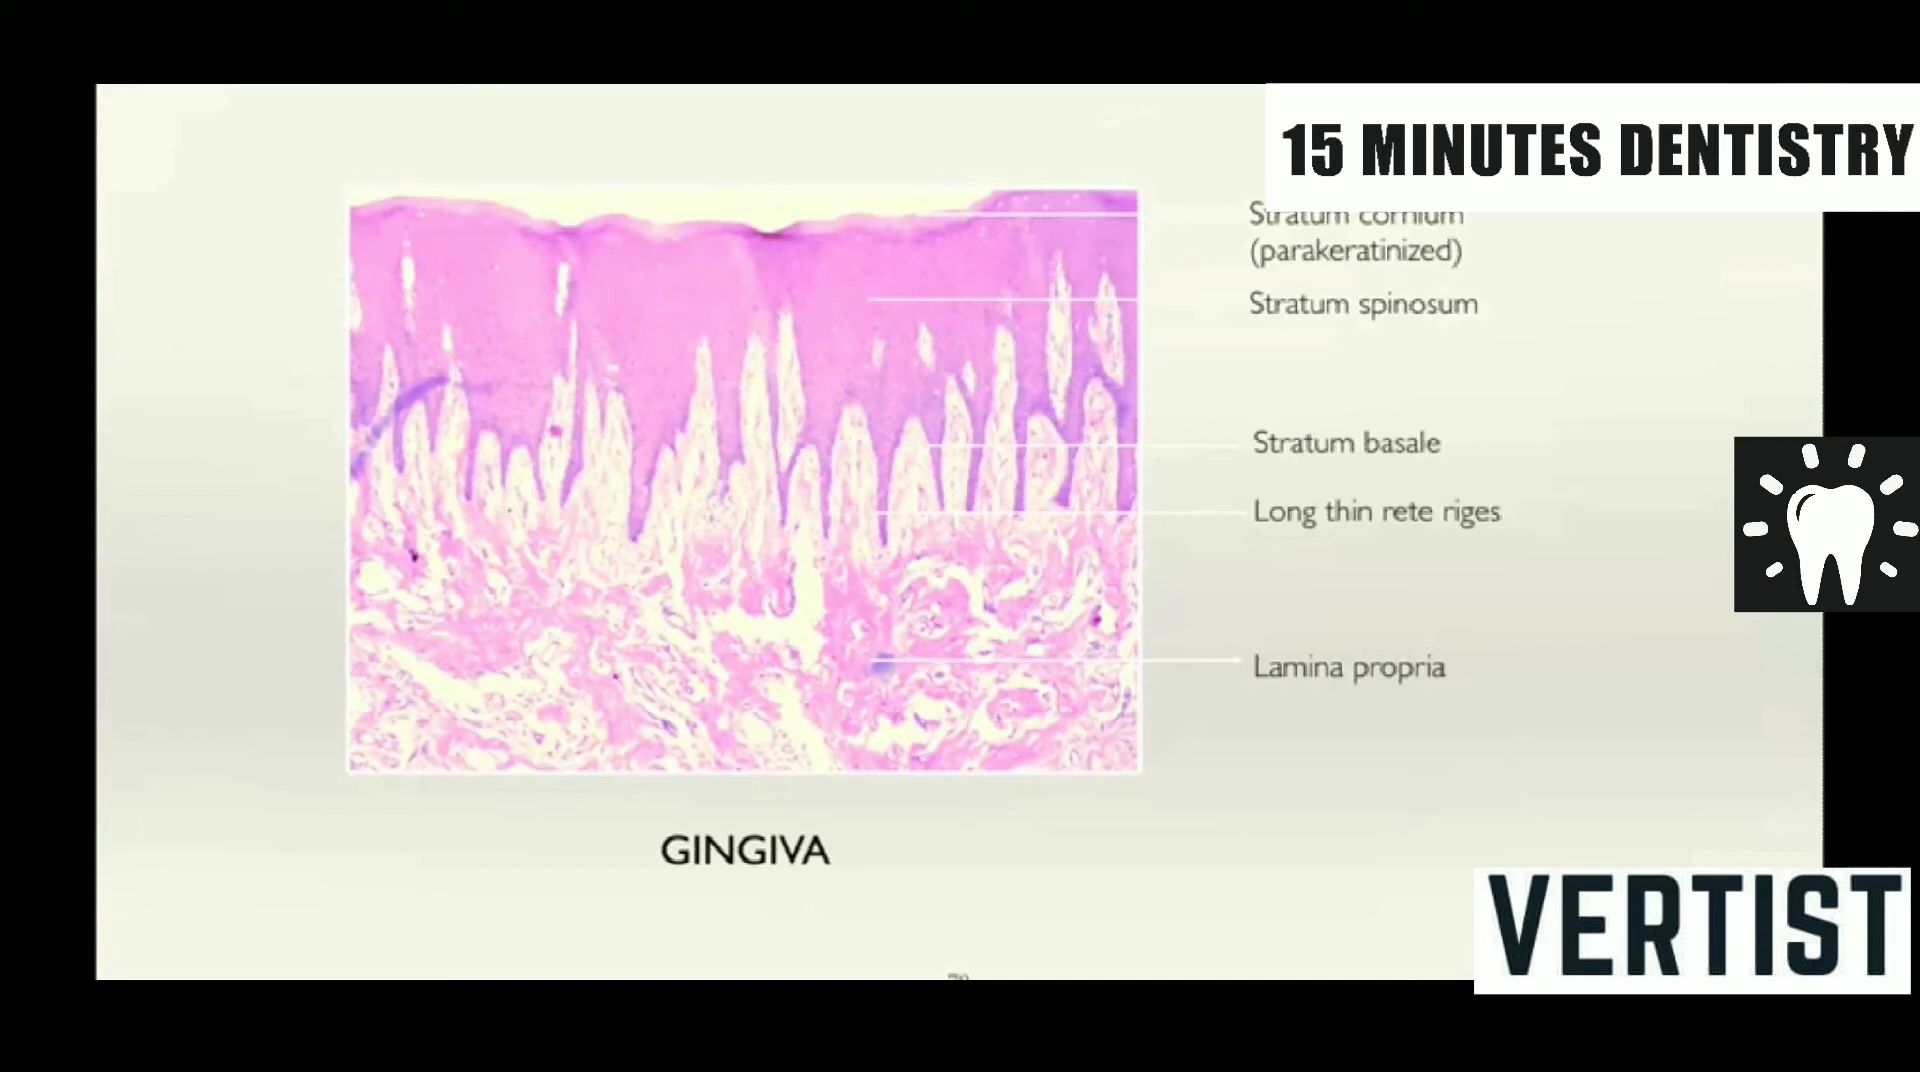 15 MINUTES DENTISTRY
Stratum cornium
(parakeratinized)
Stratum spinosum
Stratum basale
Long thin rete riges
Lamina propria
GINGIVA
VERTIST